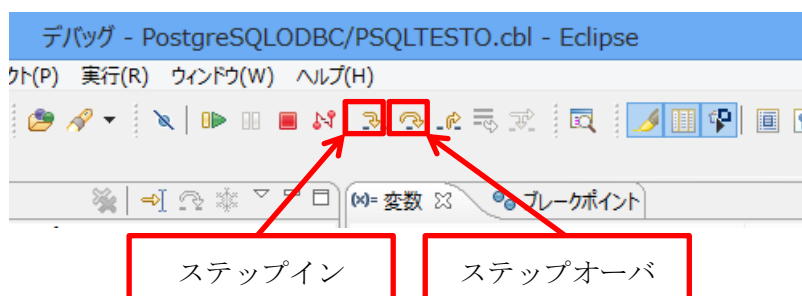 デバッグ - PostgreSQLODBC/PSQLTESTO.cbl - Eclipse
クト(P) 実行(R) ウィンドウ(W) ヘルプ(H)
(x)= 変数 ブレークポイント
ステップイン ステップオーバ